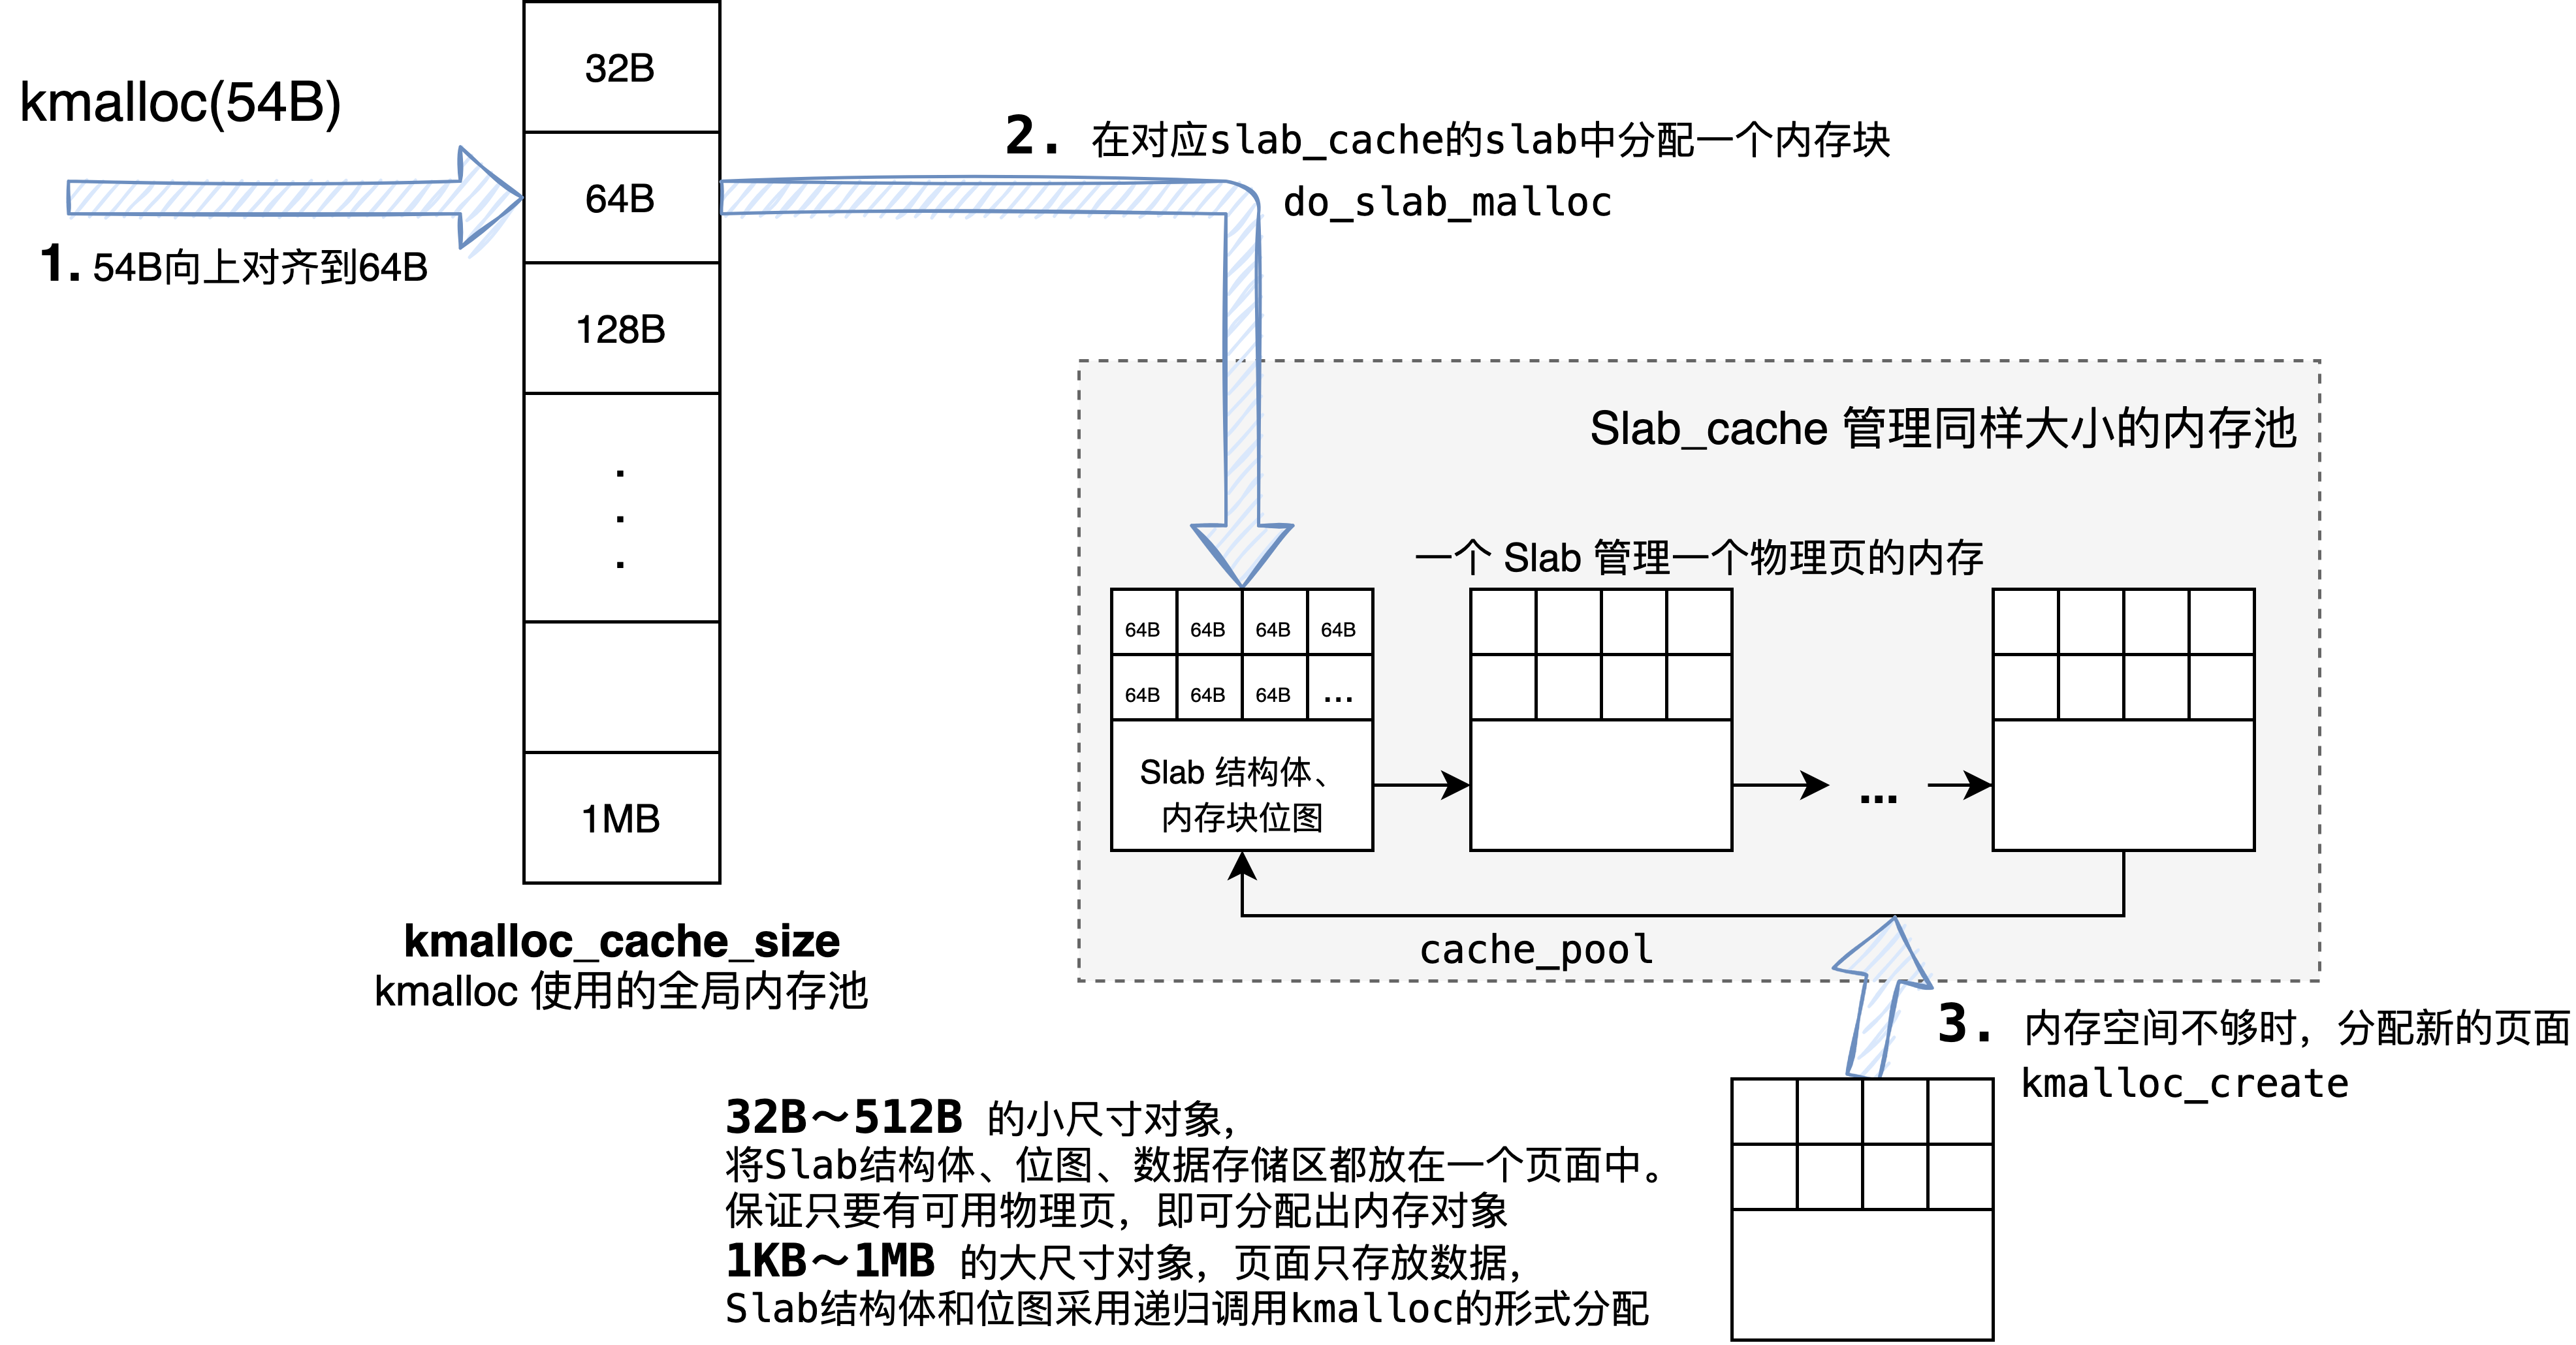 kmalloc(54B)
1. 54B向上对齐到64B
32B
64B
128B
.
.
.
1MB
kmalloc_cache_size
kmalloc 使用的全局内存池
2. 在对应slab_cache的slab中分配一个内存块
do_slab_malloc
Slab_cache 管理同样大小的内存池
一个 Slab 管理一个物理页的内存
64B 64B 64B 64B
64B 64B 64B ...
Slab 结构体、
内存块位图
...
cache_pool
3. 内存空间不够时，分配新的页面
kmalloc_create
32B～512B 的小尺寸对象，
将Slab结构体、位图、数据存储区都放在一个页面中。
保证只要有可用物理页，即可分配出内存对象
1KB～1MB 的大尺寸对象，页面只存放数据，
Slab结构体和位图采用递归调用kmalloc的形式分配